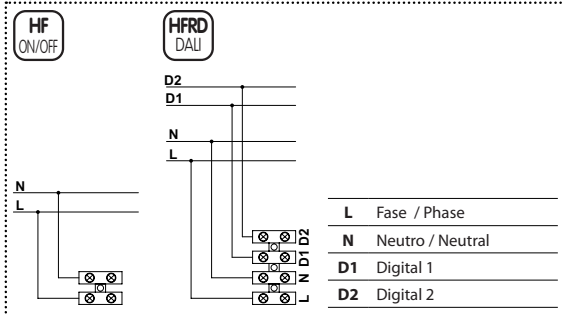 HF
ON/OFF
HFRD
DALI
D2
D1
N
L
N
L
D2
D1
N
L
L Fase / Phase
N Neutro / Neutral
D1 Digital 1
D2 Digital 2